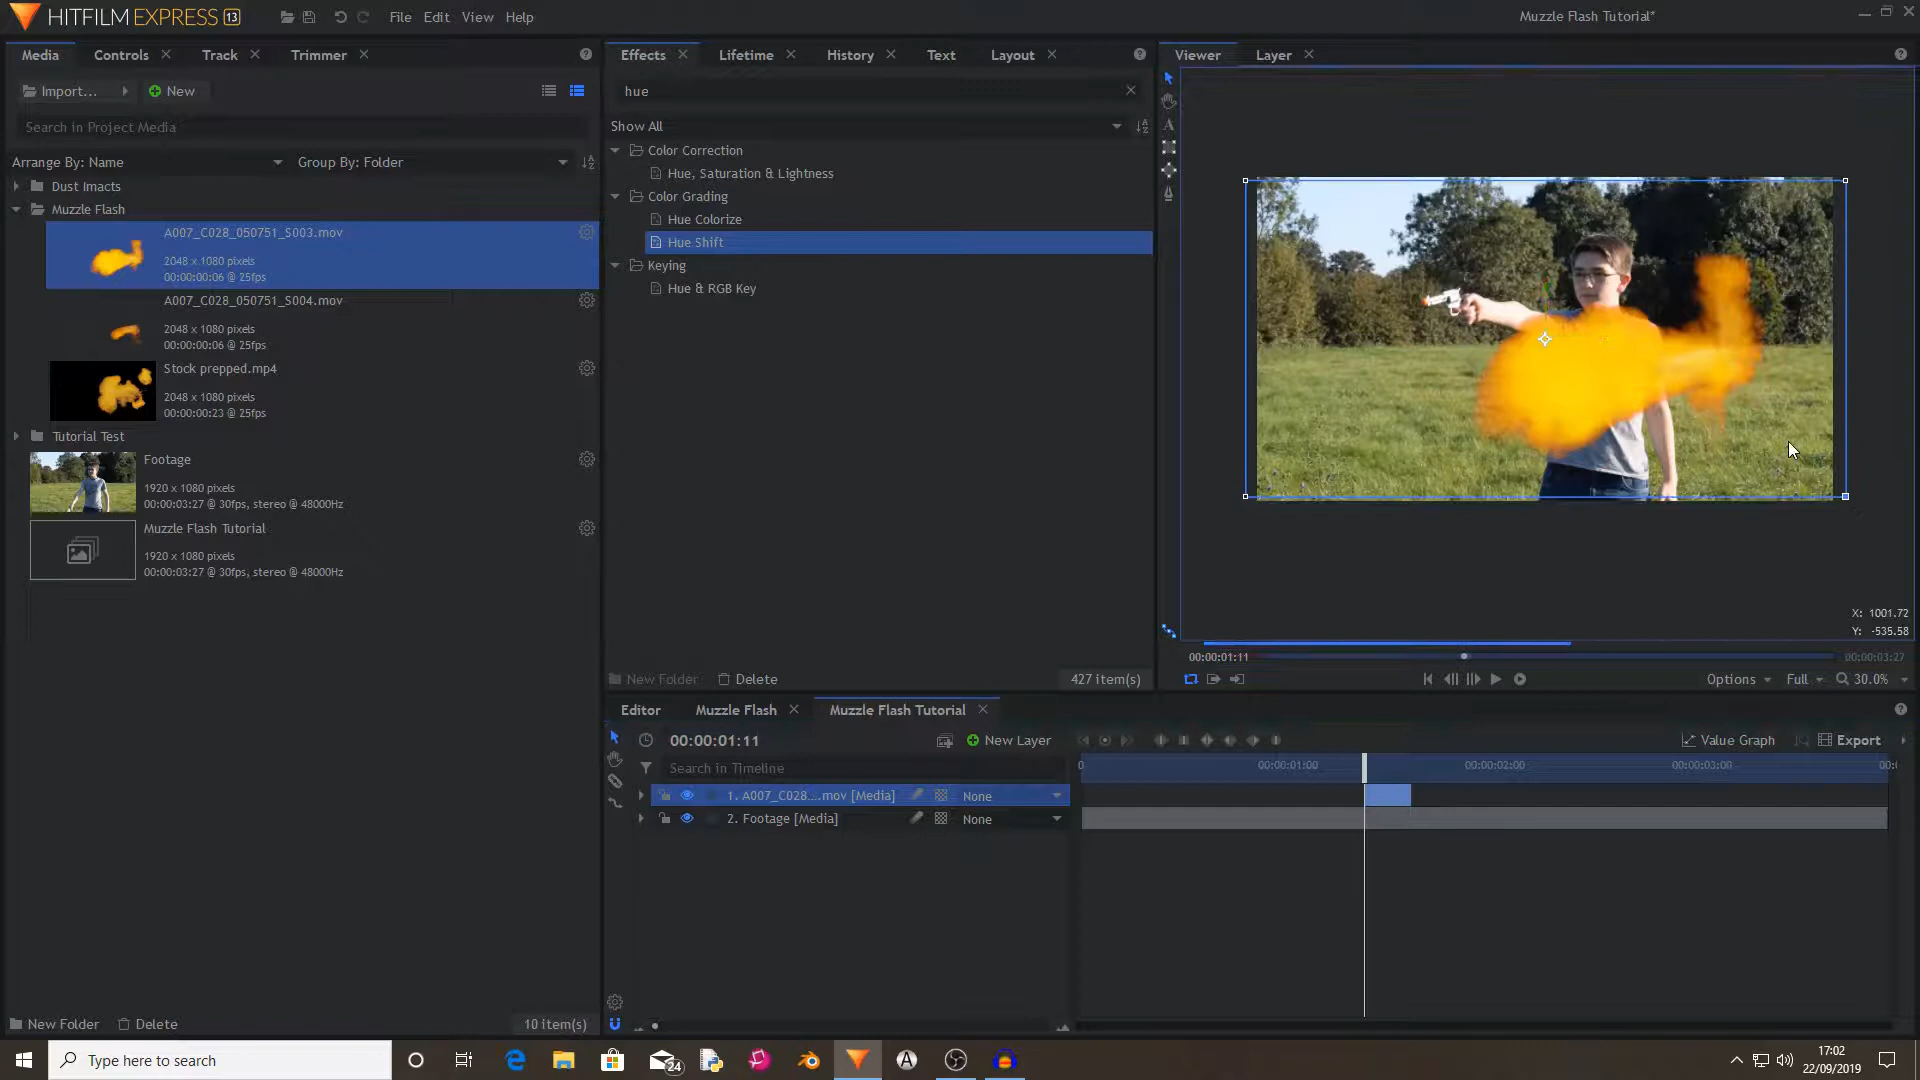 HITFILM EXPRESS 13
File Edit View Help
Muzzle Flash Tutorial*
Media Controls Track Trimmer
Effects Lifetime History Text Layout
Viewer Layer
Import... New
hue
Search in Project Media
Show All
Arrange By: Name Group By: Folder
Dust Imacts
Muzzle Flash
A007_C028_050751_S003.mov
2048 x 1080 pixels
00:00:00:06 @ 25fps
A007_C028_050751_S004.mov
2048 x 1080 pixels
00:00:00:06 @ 25fps
Stock prepped.mp4
2048 x 1080 pixels
00:00:00:23 @ 25fps
Tutorial Test
Footage
1920 x 1080 pixels
00:00:03:27 @ 30fps, stereo @ 48000Hz
Muzzle Flash Tutorial
1920 x 1080 pixels
00:00:03:27 @ 30fps, stereo @ 48000Hz
New Folder Delete 10 item(s)
Color Correction
Hue, Saturation & Lightness
Color Grading
Hue Colorize
Hue Shift
Keying
Hue & RGB Key
New Folder Delete 427 item(s)
X: 1001.72
Y: -535.58
00:00:01:11 00:00:03:27
Options Full 30.0%
Editor Muzzle Flash Muzzle Flash Tutorial
00:00:01:11 New Layer Value Graph Export
Search in Timeline
0 00:00:01:00 00:00:02:00 00:00:03:00
1. A007_C028....mov [Media] None
2. Footage [Media] None
Type here to search
24
17:02
22/09/2019